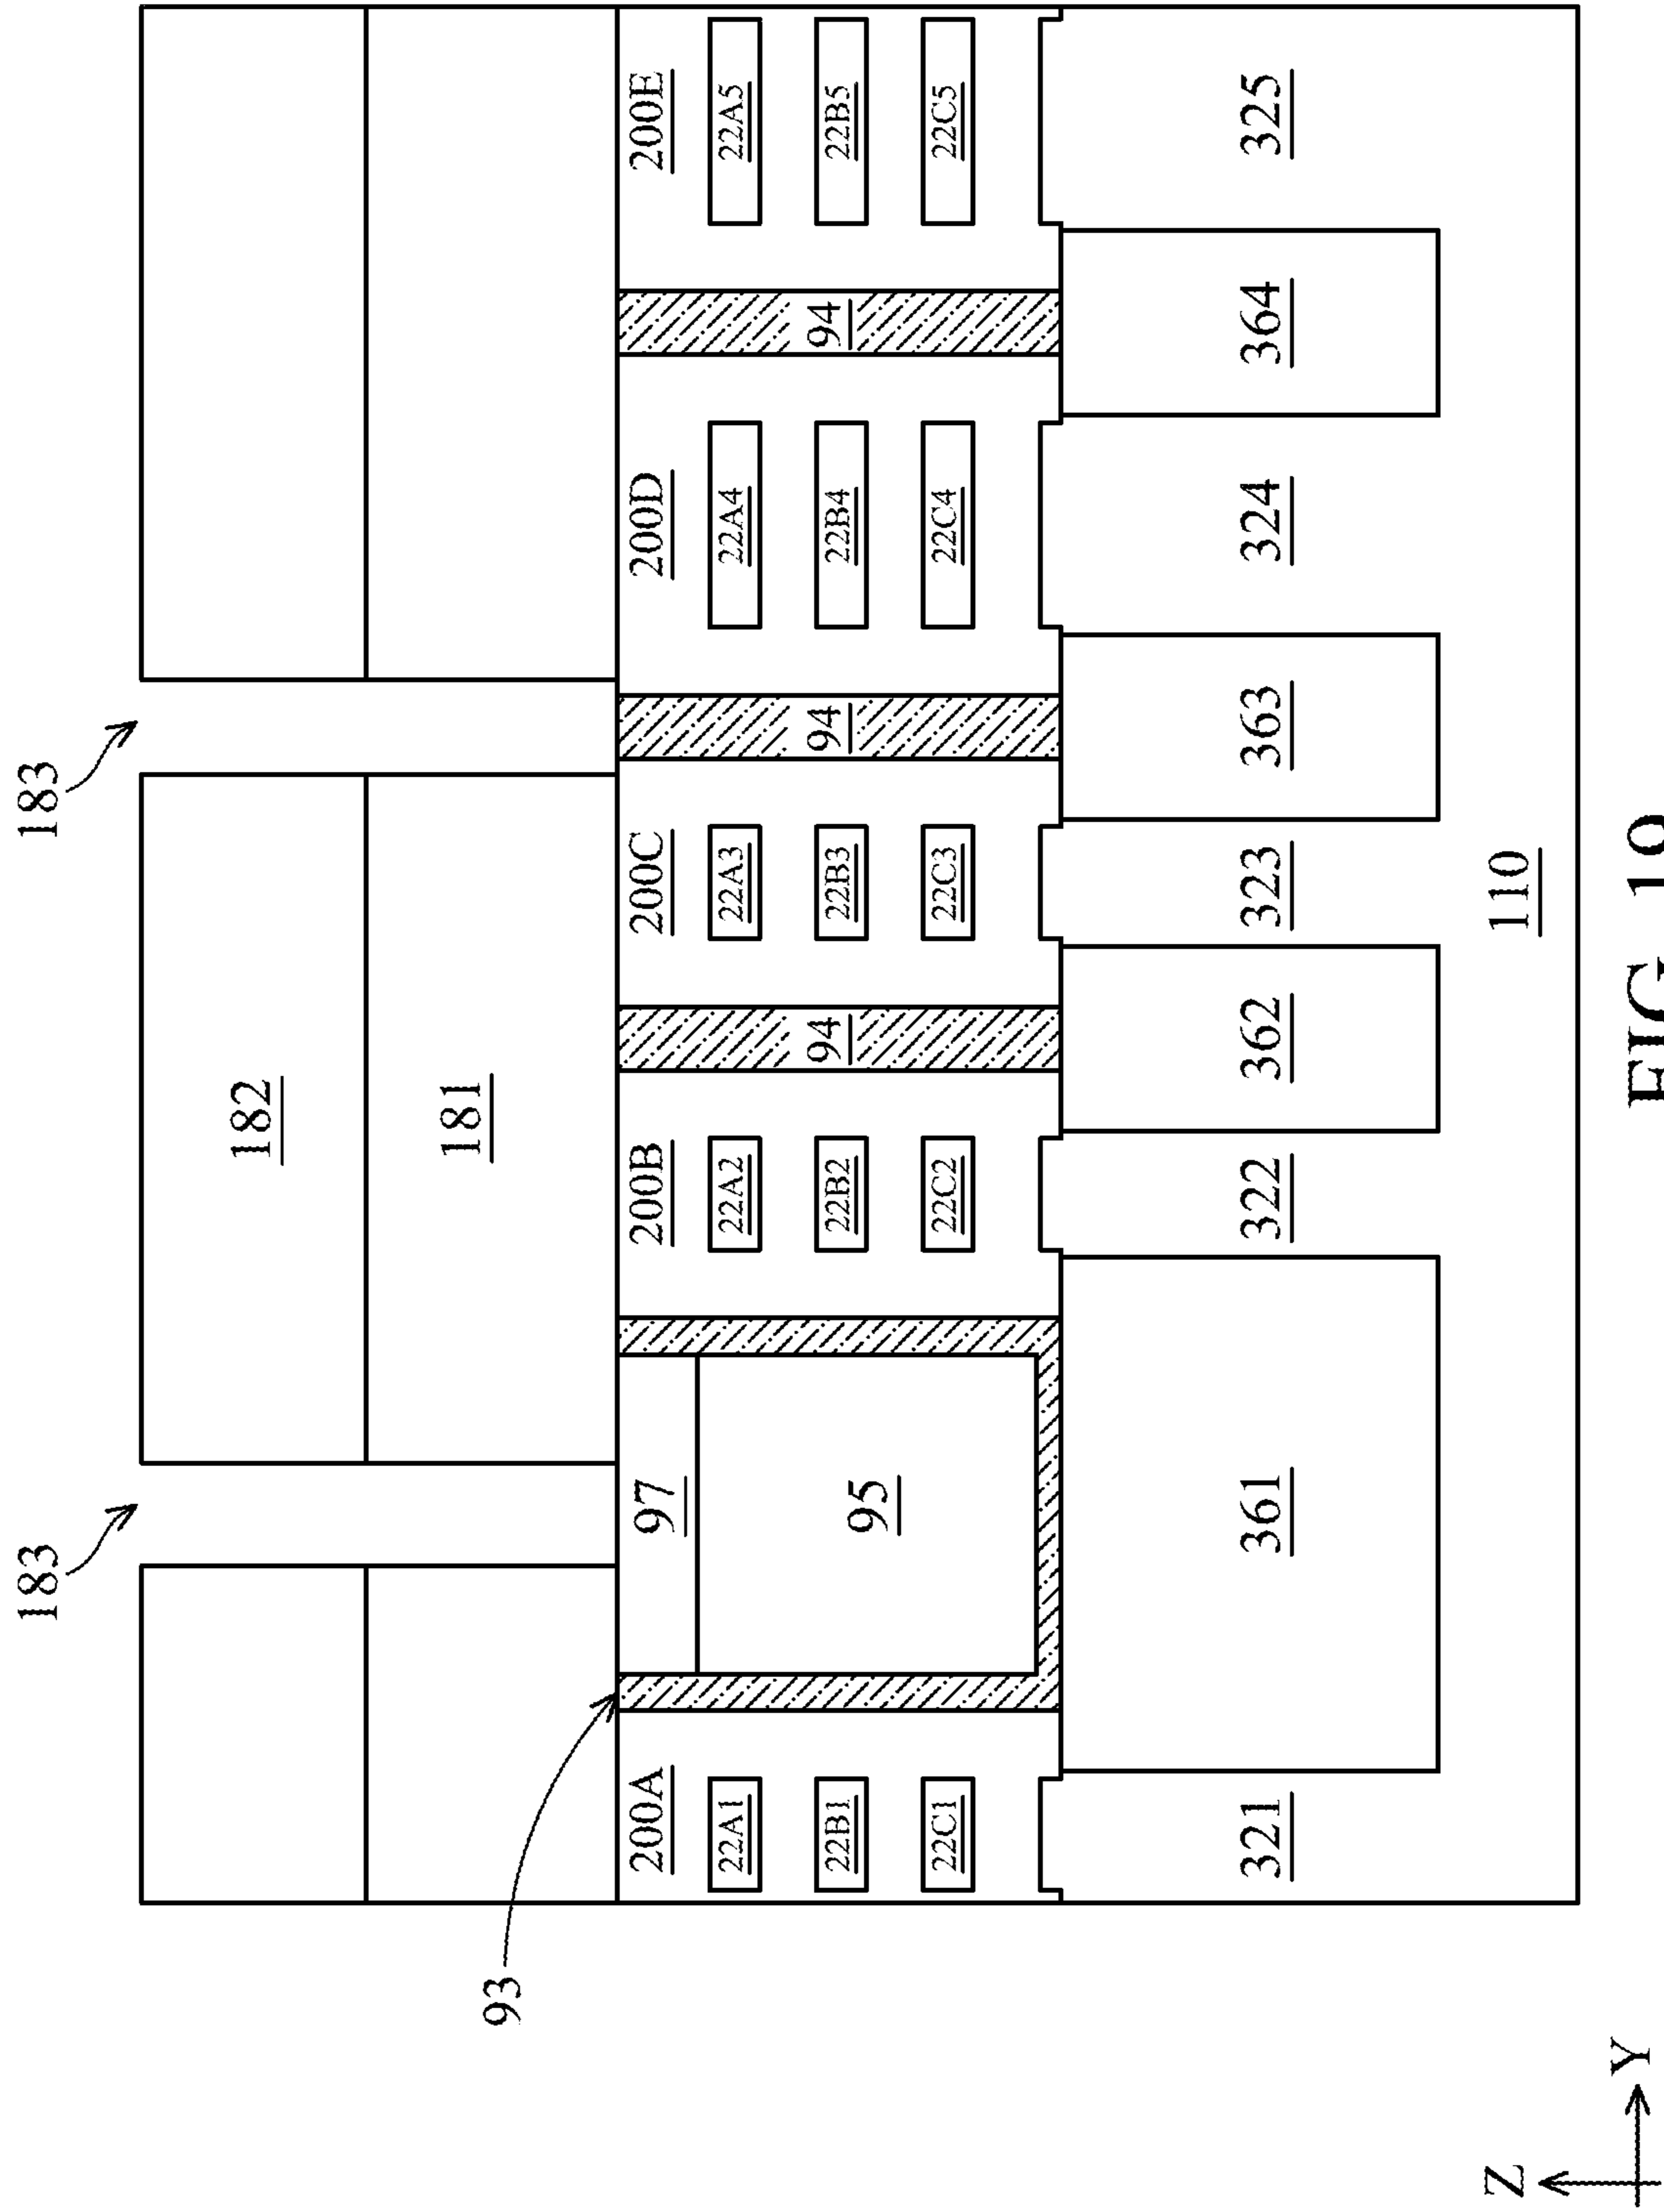 183 183
182
181
93
200A 97 200B 200C 200D 200E
22A1 22A2 22A3 22A4 22A5
22B1 95 22B2 94 22B3 94 22B4 94 22B5
22C1 22C2 22C3 22C4 22C5
321 361 322 362 323 363 324 364 325
Z 110
Y FIG